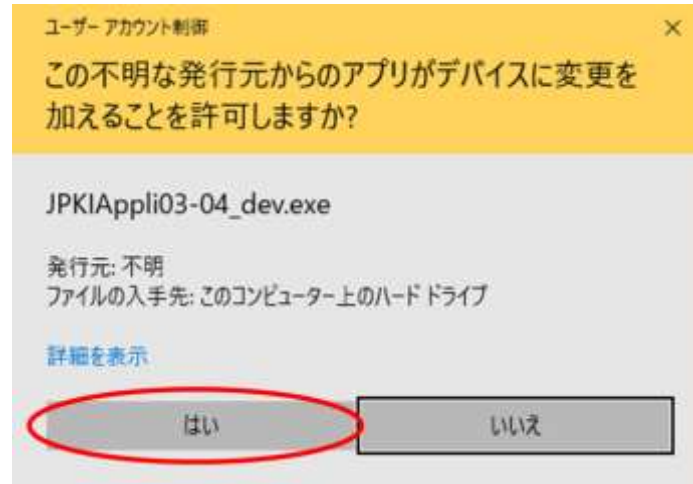 ユーザー アカウント制御
この不明な発行元からのアプリがデバイスに変更を
加えることを許可しますか?
JPKIAppli03-04_dev.exe
発行元: 不明
ファイルの入手先: このコンピューター上のハード ドライブ
詳細を表示
はい
いいえ